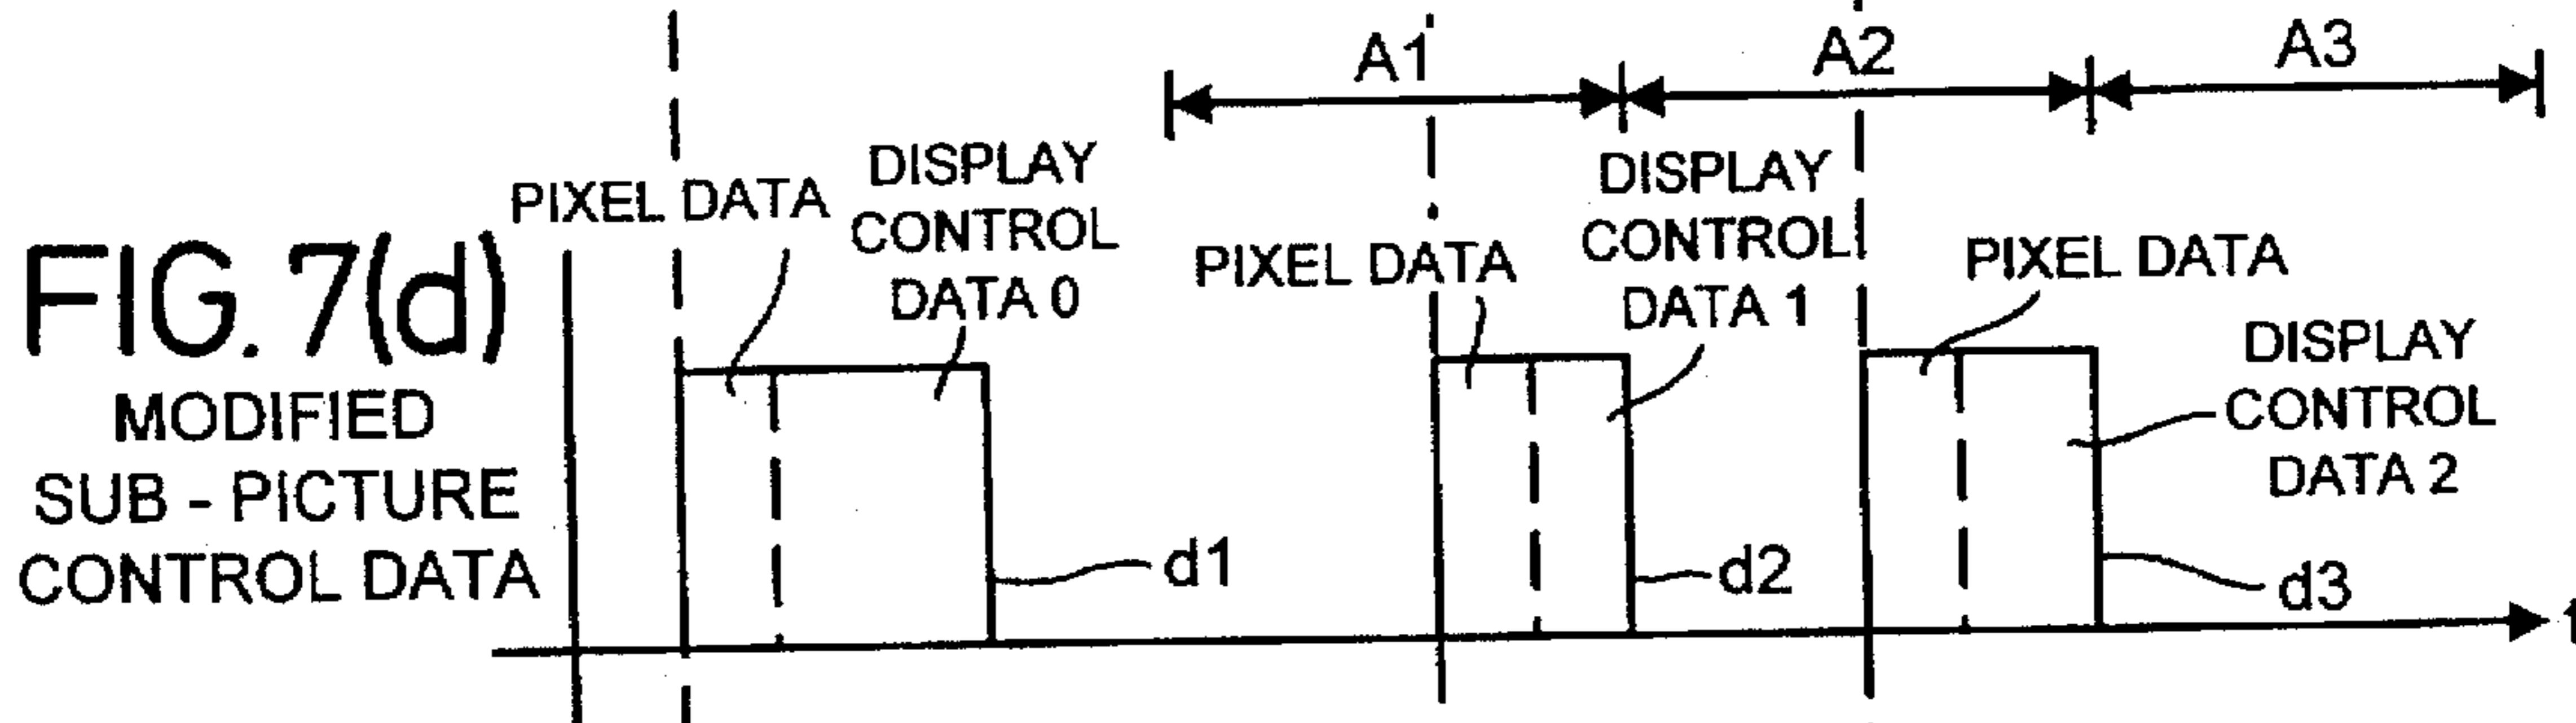 A1
A2
A3
PIXEL DATA
DISPLAY
CONTROL
DATA 0
PIXEL DATA
DISPLAY
CONTROL
DATA 1
PIXEL DATA
DISPLAY
CONTROL
DATA 2
FIG. 7(d)
MODIFIED
SUB - PICTURE
CONTROL DATA
d1
d2
d3